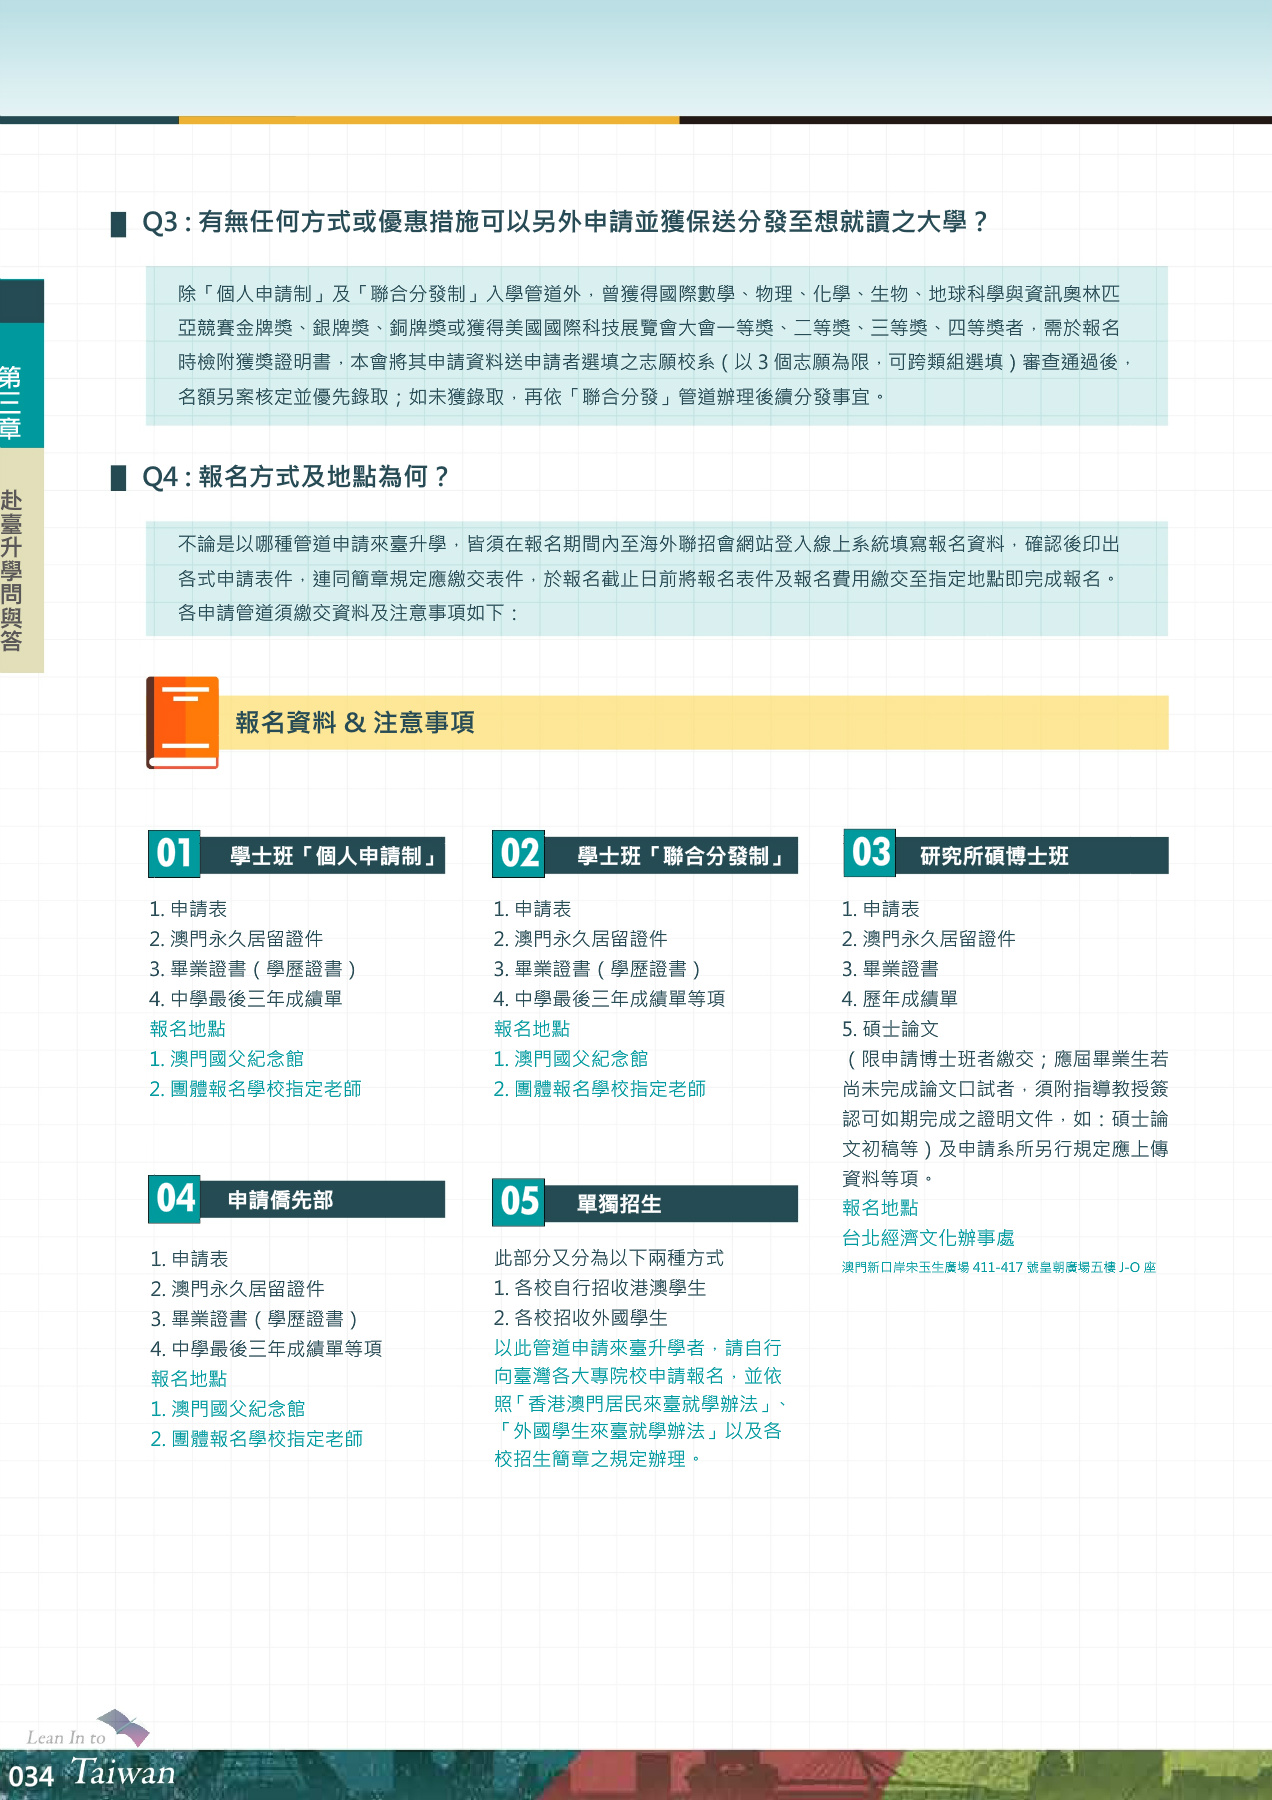 Q3 : 有無任何方式或優惠措施可以另外申請並獲保送分發至想就讀之大學？
除「個人申請制」及「聯合分發制」入學管道外，曾獲得國際數學、物理、化學、生物、地球科學與資訊奧林匹
亞競賽金牌獎、銀牌獎、銅牌獎或獲得美國國際科技展覽會大會一等獎、二等獎、三等獎、四等獎者，需於報名
時檢附獲獎證明書，本會將其申請資料送申請者選填之志願校系 ( 以 3 個志願為限，可跨類組選填 ) 審查通過後，
名額另案核定並優先錄取；如未獲錄取，再依「聯合分發」管道辦理後續分發事宜。
第三章
赴臺升學問與答
Q4 : 報名方式及地點為何？
不論是以哪種管道申請來臺升學，皆須在報名期間內至海外聯招會網站登入線上系統填寫報名資料，確認後印出
各式申請表件，連同簡章規定應繳交表件，於報名截止日前將報名表件及報名費用繳交至指定地點即完成報名。
各申請管道須繳交資料及注意事項如下：
報名資料 & 注意事項
01 學士班「個人申請制」
1. 申請表
2. 澳門永久居留證件
3. 畢業證書 ( 學歷證書 )
4. 中學最後三年成績單
報名地點
1. 澳門國父紀念館
2. 團體報名學校指定老師
02 學士班「聯合分發制」
1. 申請表
2. 澳門永久居留證件
3. 畢業證書 ( 學歷證書 )
4. 中學最後三年成績單等項
報名地點
1. 澳門國父紀念館
2. 團體報名學校指定老師
03 研究所碩博士班
1. 申請表
2. 澳門永久居留證件
3. 畢業證書
4. 歷年成績單
5. 碩士論文
（限申請博士班者繳交；應屆畢業生若
尚未完成論文口試者，須附指導教授簽
認可如期完成之證明文件，如：碩士論
文初稿等 ) 及申請系所另行規定應上傳
資料等項。
報名地點
台北經濟文化辦事處
澳門新口岸宋玉生廣場 411-417 號皇朝廣場五樓 J-O 座
04 申請僑先部
1. 申請表
2. 澳門永久居留證件
3. 畢業證書 ( 學歷證書 )
4. 中學最後三年成績單等項
報名地點
1. 澳門國父紀念館
2. 團體報名學校指定老師
05 單獨招生
此部分又分為以下兩種方式
1. 各校自行招收港澳學生
2. 各校招收外國學生
以此管道申請來臺升學者，請自行
向臺灣各大專院校申請報名，並依
照「香港澳門居民來臺就學辦法」、
「外國學生來臺就學辦法」以及各
校招生簡章之規定辦理。
Lean In to
034 Taiwan